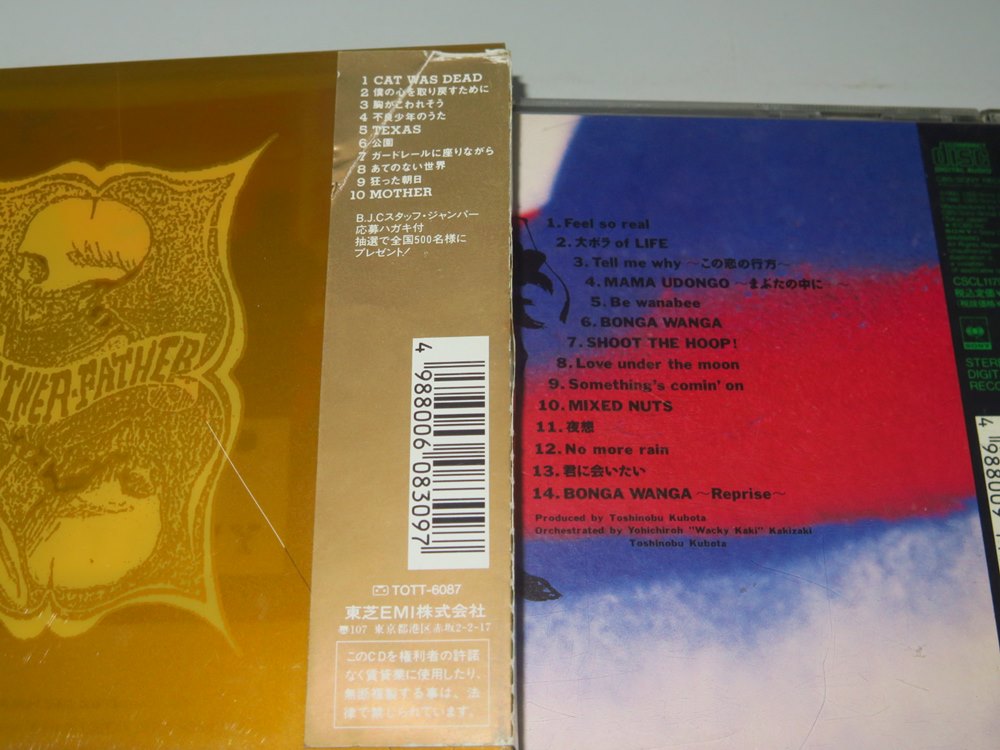 1 CAT WAS DEAD
2 僕の心を取り戻すために
3 胸がこわれそう
4 不良少年のうた
5 TEXAS
6 公園
7 ガードレールに座りながら
8 あてのない世界
9 狂った朝日
10 MOTHER
B.J.Cスタッフ・ジャンパー
応募ハガキ付
抽選で全国500名様に
プレゼント!
4 988006 083097
TOTT-6087
東芝EMI株式会社
〠107 東京都港区赤坂2-2-17
このCDを権利者の許諾
なく賃貸業に使用したり、
無断複製する事は、法
律で禁じられています。
FATHER
1. Feel so real
2. 大ボラ of LIFE
3. Tell me why ～この恋の行方～
4. MAMA UDONGO ～まぶたの中に～
5. Be wanabee
6. BONGA WANGA
7. SHOOT THE HOOP!
8. Love under the moon
9. Something's comin' on
10. MIXED NUTS
11. 夜想
12. No more rain
13. 君に会いたい
14. BONGA WANGA ～Reprise～
Produced by Toshinobu Kubota
Orchestrated by Yohichiroh "Wacky Kaki" Kakizaki
Toshinobu Kubota
DISC
DIGITAL AUDIO
SONY
4 988009